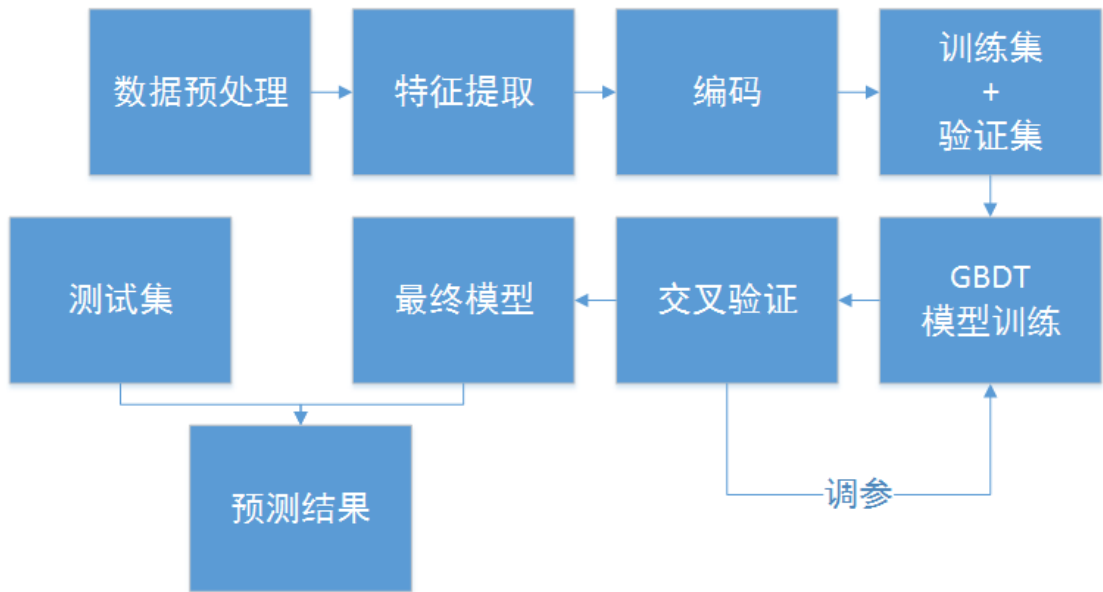 数据预处理
特征提取
编码
训练集
+
验证集
测试集
最终模型
交叉验证
GBDT
模型训练
调参
预测结果